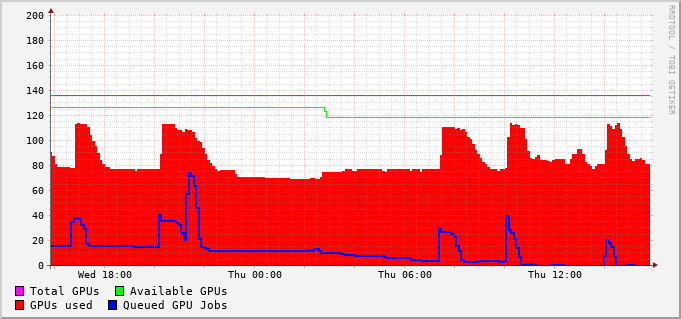 200
180
160
140
120
100
80
60
40
20
0
Wed 18:00 Thu 00:00 Thu 06:00 Thu 12:00
Total GPUs Available GPUs
GPUs used Queued GPU Jobs
RRDTOOL / TOBI OETIKER